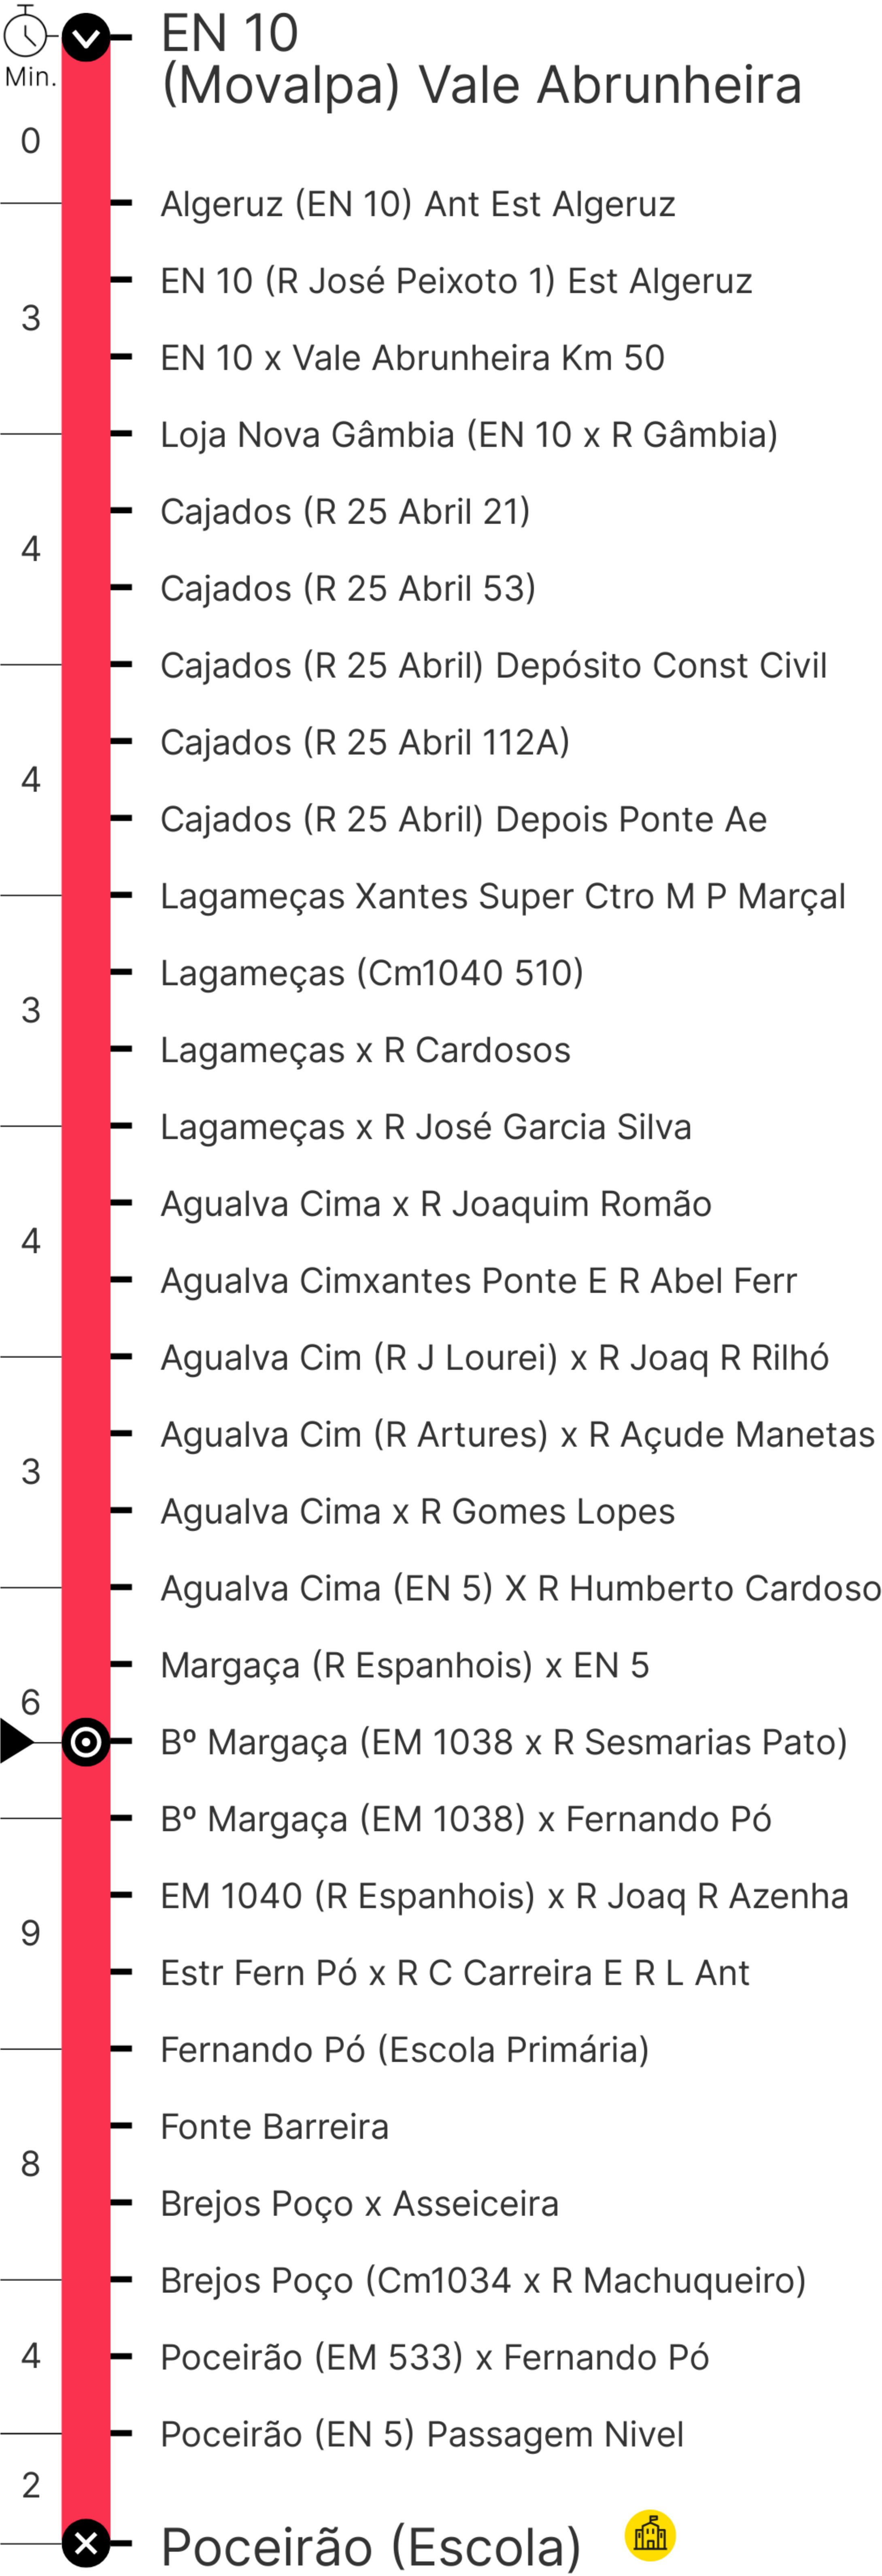 EN 10
(Movalpa) Vale Abrunheira
Min.
0
Algeruz (EN 10) Ant Est Algeruz
EN 10 (R José Peixoto 1) Est Algeruz
3
EN 10 x Vale Abrunheira Km 50
Loja Nova Gâmbia (EN 10 x R Gâmbia)
Cajados (R 25 Abril 21)
4
Cajados (R 25 Abril 53)
Cajados (R 25 Abril) Depósito Const Civil
Cajados (R 25 Abril 112A)
4
Cajados (R 25 Abril) Depois Ponte Ae
Lagameças Xantes Super Ctro M P Marçal
Lagameças (Cm1040 510)
3
Lagameças x R Cardosos
Lagameças x R José Garcia Silva
Agualva Cima x R Joaquim Romão
4
Agualva Cimxantes Ponte E R Abel Ferr
Agualva Cim (R J Lourei) x R Joaq R Rilhó
Agualva Cim (R Artures) x R Açude Manetas
3
Agualva Cima x R Gomes Lopes
Agualva Cima (EN 5) X R Humberto Cardoso
Margaça (R Espanhois) x EN 5
6
Bº Margaça (EM 1038 x R Sesmarias Pato)
Bº Margaça (EM 1038) x Fernando Pó
EM 1040 (R Espanhois) x R Joaq R Azenha
9
Estr Fern Pó x R C Carreira E R L Ant
Fernando Pó (Escola Primária)
Fonte Barreira
8
Brejos Poço x Asseiceira
Brejos Poço (Cm1034 x R Machuqueiro)
4
Poceirão (EM 533) x Fernando Pó
Poceirão (EN 5) Passagem Nivel
2
Poceirão (Escola)